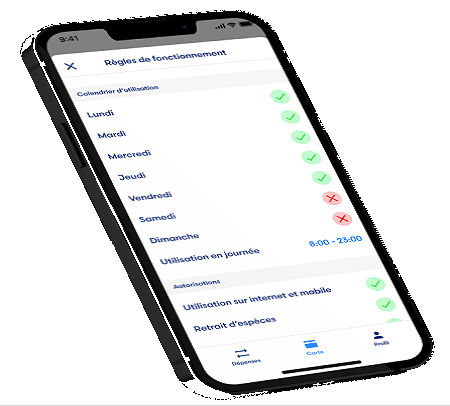 9:41
Règles de fonctionnement
Calendrier d'utilisation
Lundi
Mardi
Mercredi
Jeudi
Vendredi
Samedi
Dimanche
Utilisation en journée 8:00 - 23:00
Autorisations
Utilisation sur internet et mobile
Retrait d'espèces
Dépenses Carte Profil